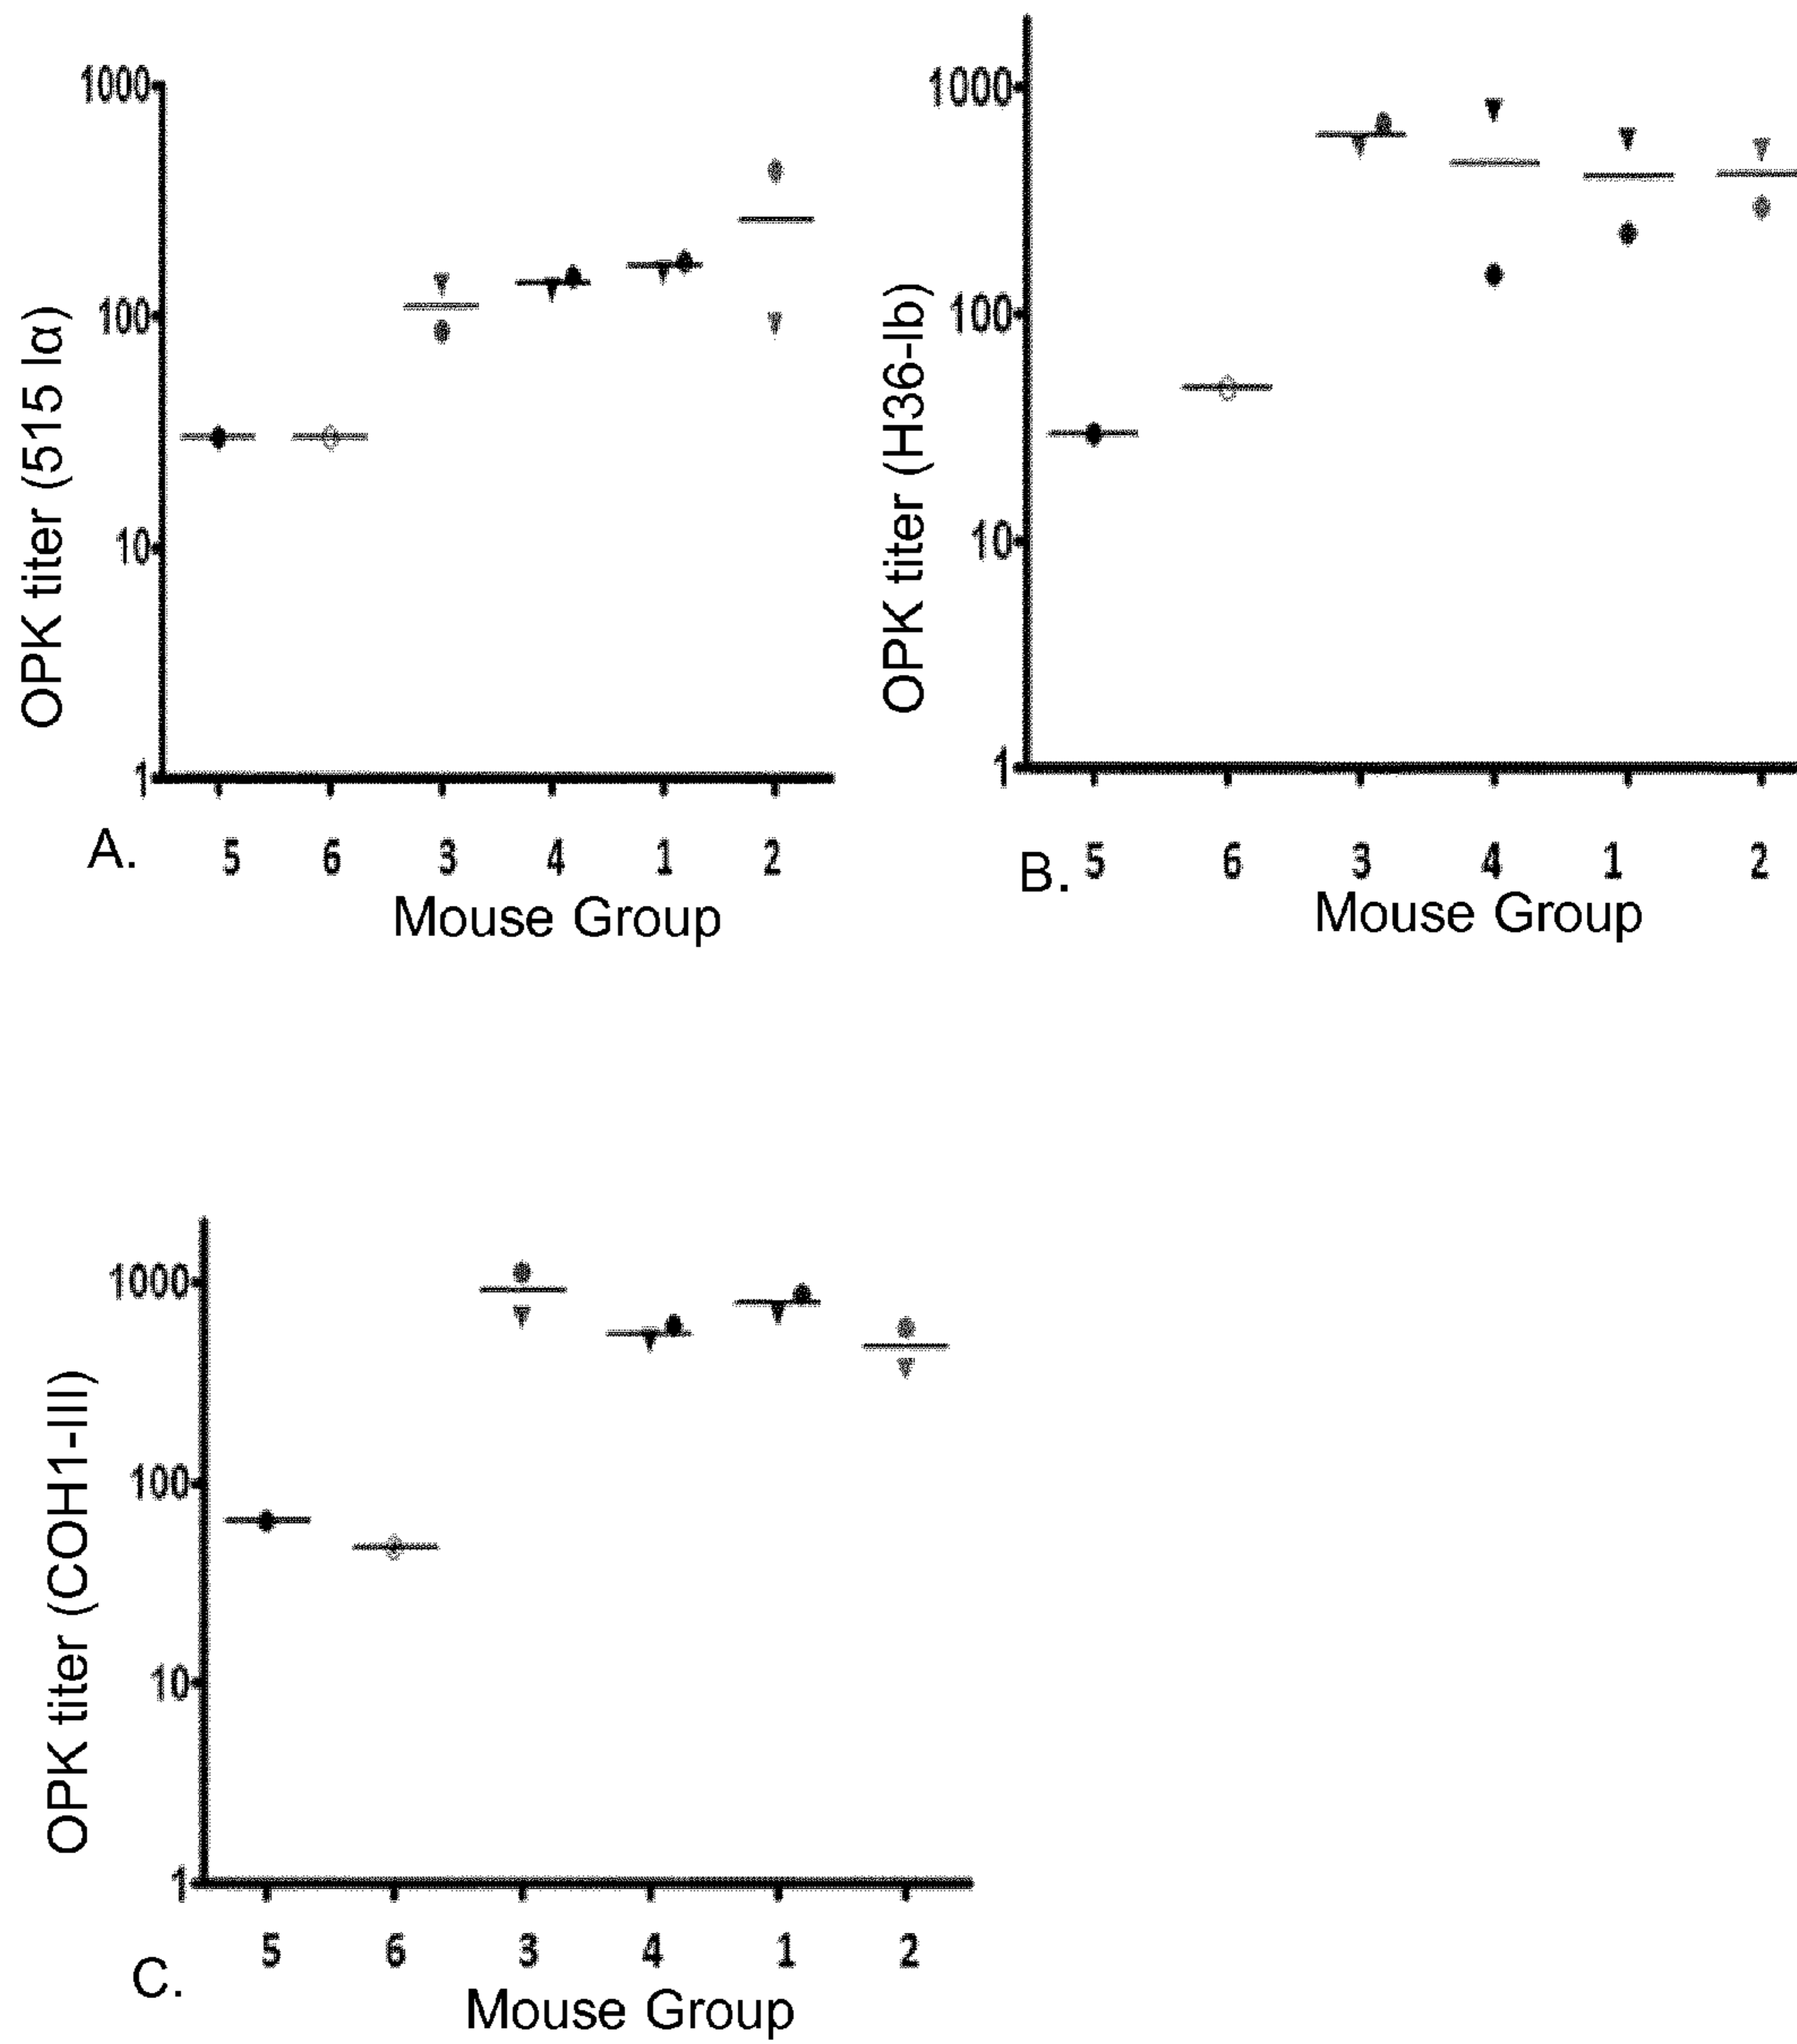 1000
100
10
1
OPK titer (515 Iα)
5 6 3 4 1 2
A.
Mouse Group
1000
100
10
1
OPK titer (H36-Ib)
5 6 3 4 1 2
B.
Mouse Group
1000
100
10
1
OPK titer (COH1-III)
5 6 3 4 1 2
C.
Mouse Group